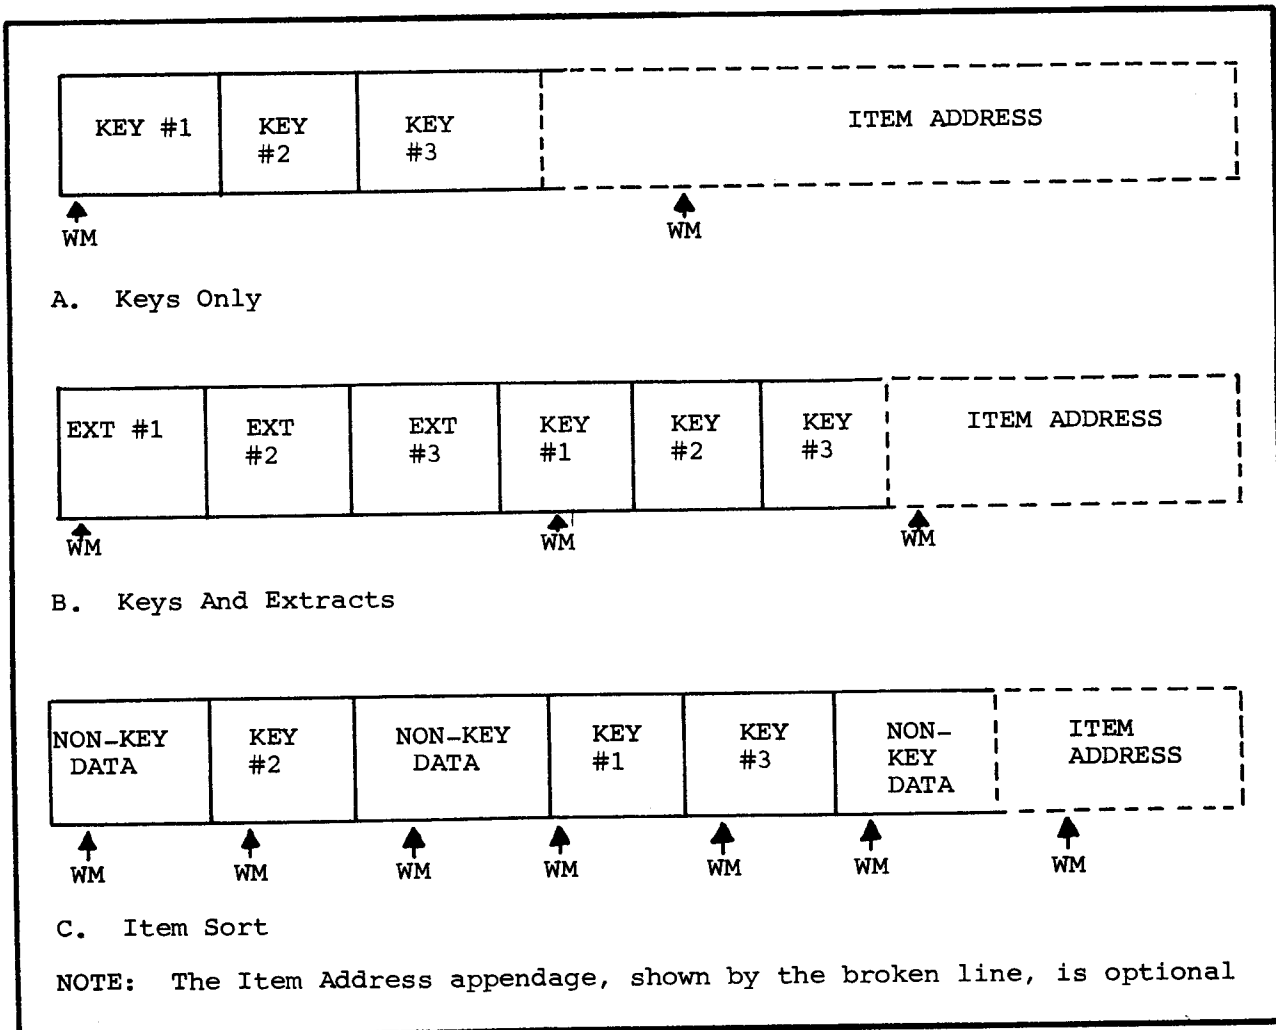 KEY #1 KEY #2 KEY #3 ITEM ADDRESS
WM WM
A. Keys Only
EXT #1 EXT #2 EXT #3 KEY #1 KEY #2 KEY #3 ITEM ADDRESS
WM WM WM
B. Keys And Extracts
NON-KEY DATA KEY #2 NON-KEY DATA KEY #1 KEY #3 NON-KEY DATA ITEM ADDRESS
WM WM WM WM WM WM WM
C. Item Sort
NOTE: The Item Address appendage, shown by the broken line, is optional